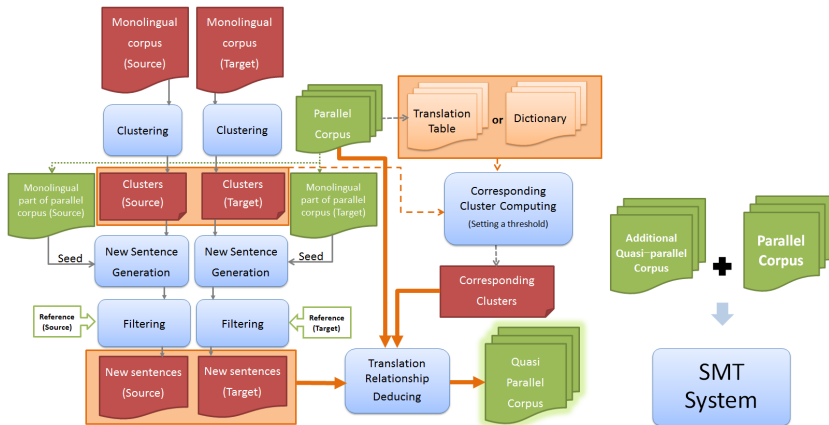 Monolingual
corpus
(Source)
Monolingual
corpus
(Target)
Clustering
Clustering
Parallel
Corpus
Translation
Table
or
Dictionary
Monolingual
part of parallel
corpus (Source)
Clusters
(Source)
Clusters
(Target)
Monolingual
part of parallel
corpus (Target)
Corresponding
Cluster Computing
(Setting a threshold)
Seed
New Sentence
Generation
New Sentence
Generation
Seed
Corresponding
Clusters
Reference
(Source)
Filtering
Filtering
Reference
(Target)
New sentences
(Source)
New sentences
(Target)
Translation
Relationship
Deducing
Quasi
Parallel
Corpus
Additional
Quasi-parallel
Corpus
Parallel
Corpus
SMT
System